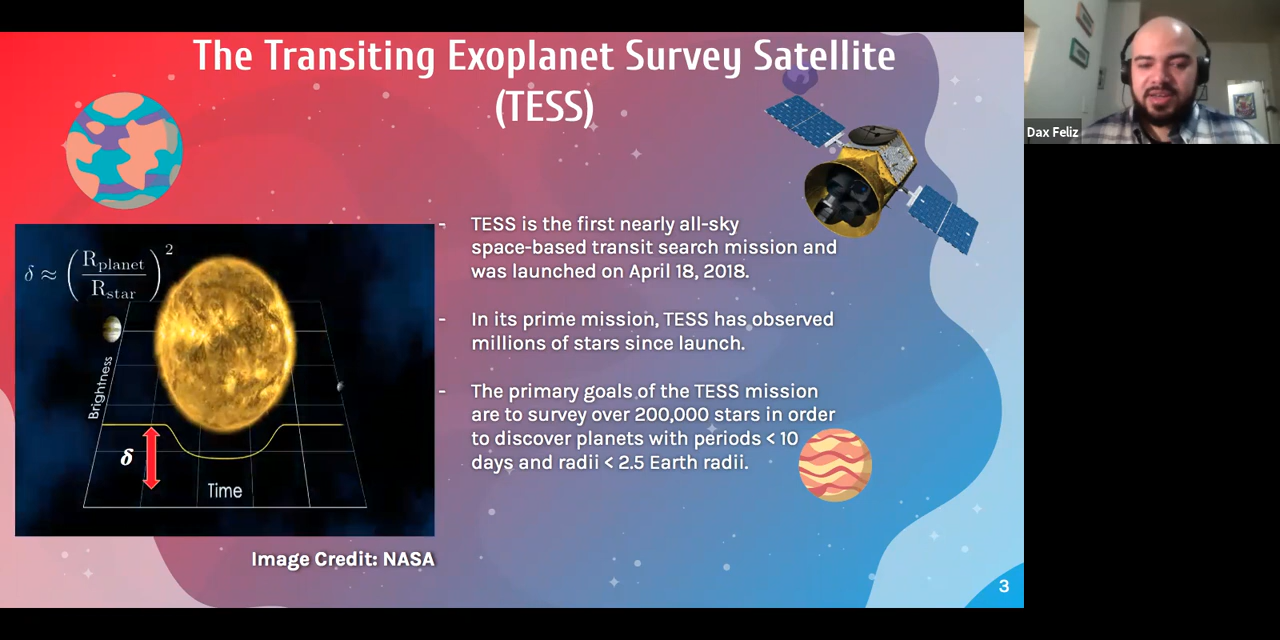 The Transiting Exoplanet Survey Satellite
(TESS)
Dax Feliz
- TESS is the first nearly all-sky
space-based transit search mission and
was launched on April 18, 2018.
- In its prime mission, TESS has observed
millions of stars since launch.
- The primary goals of the TESS mission
are to survey over 200,000 stars in order
to discover planets with periods < 10
days and radii < 2.5 Earth radii.
δ ≈ (R_planet / R_star)^2
Brightness
δ
Time
Image Credit: NASA
3